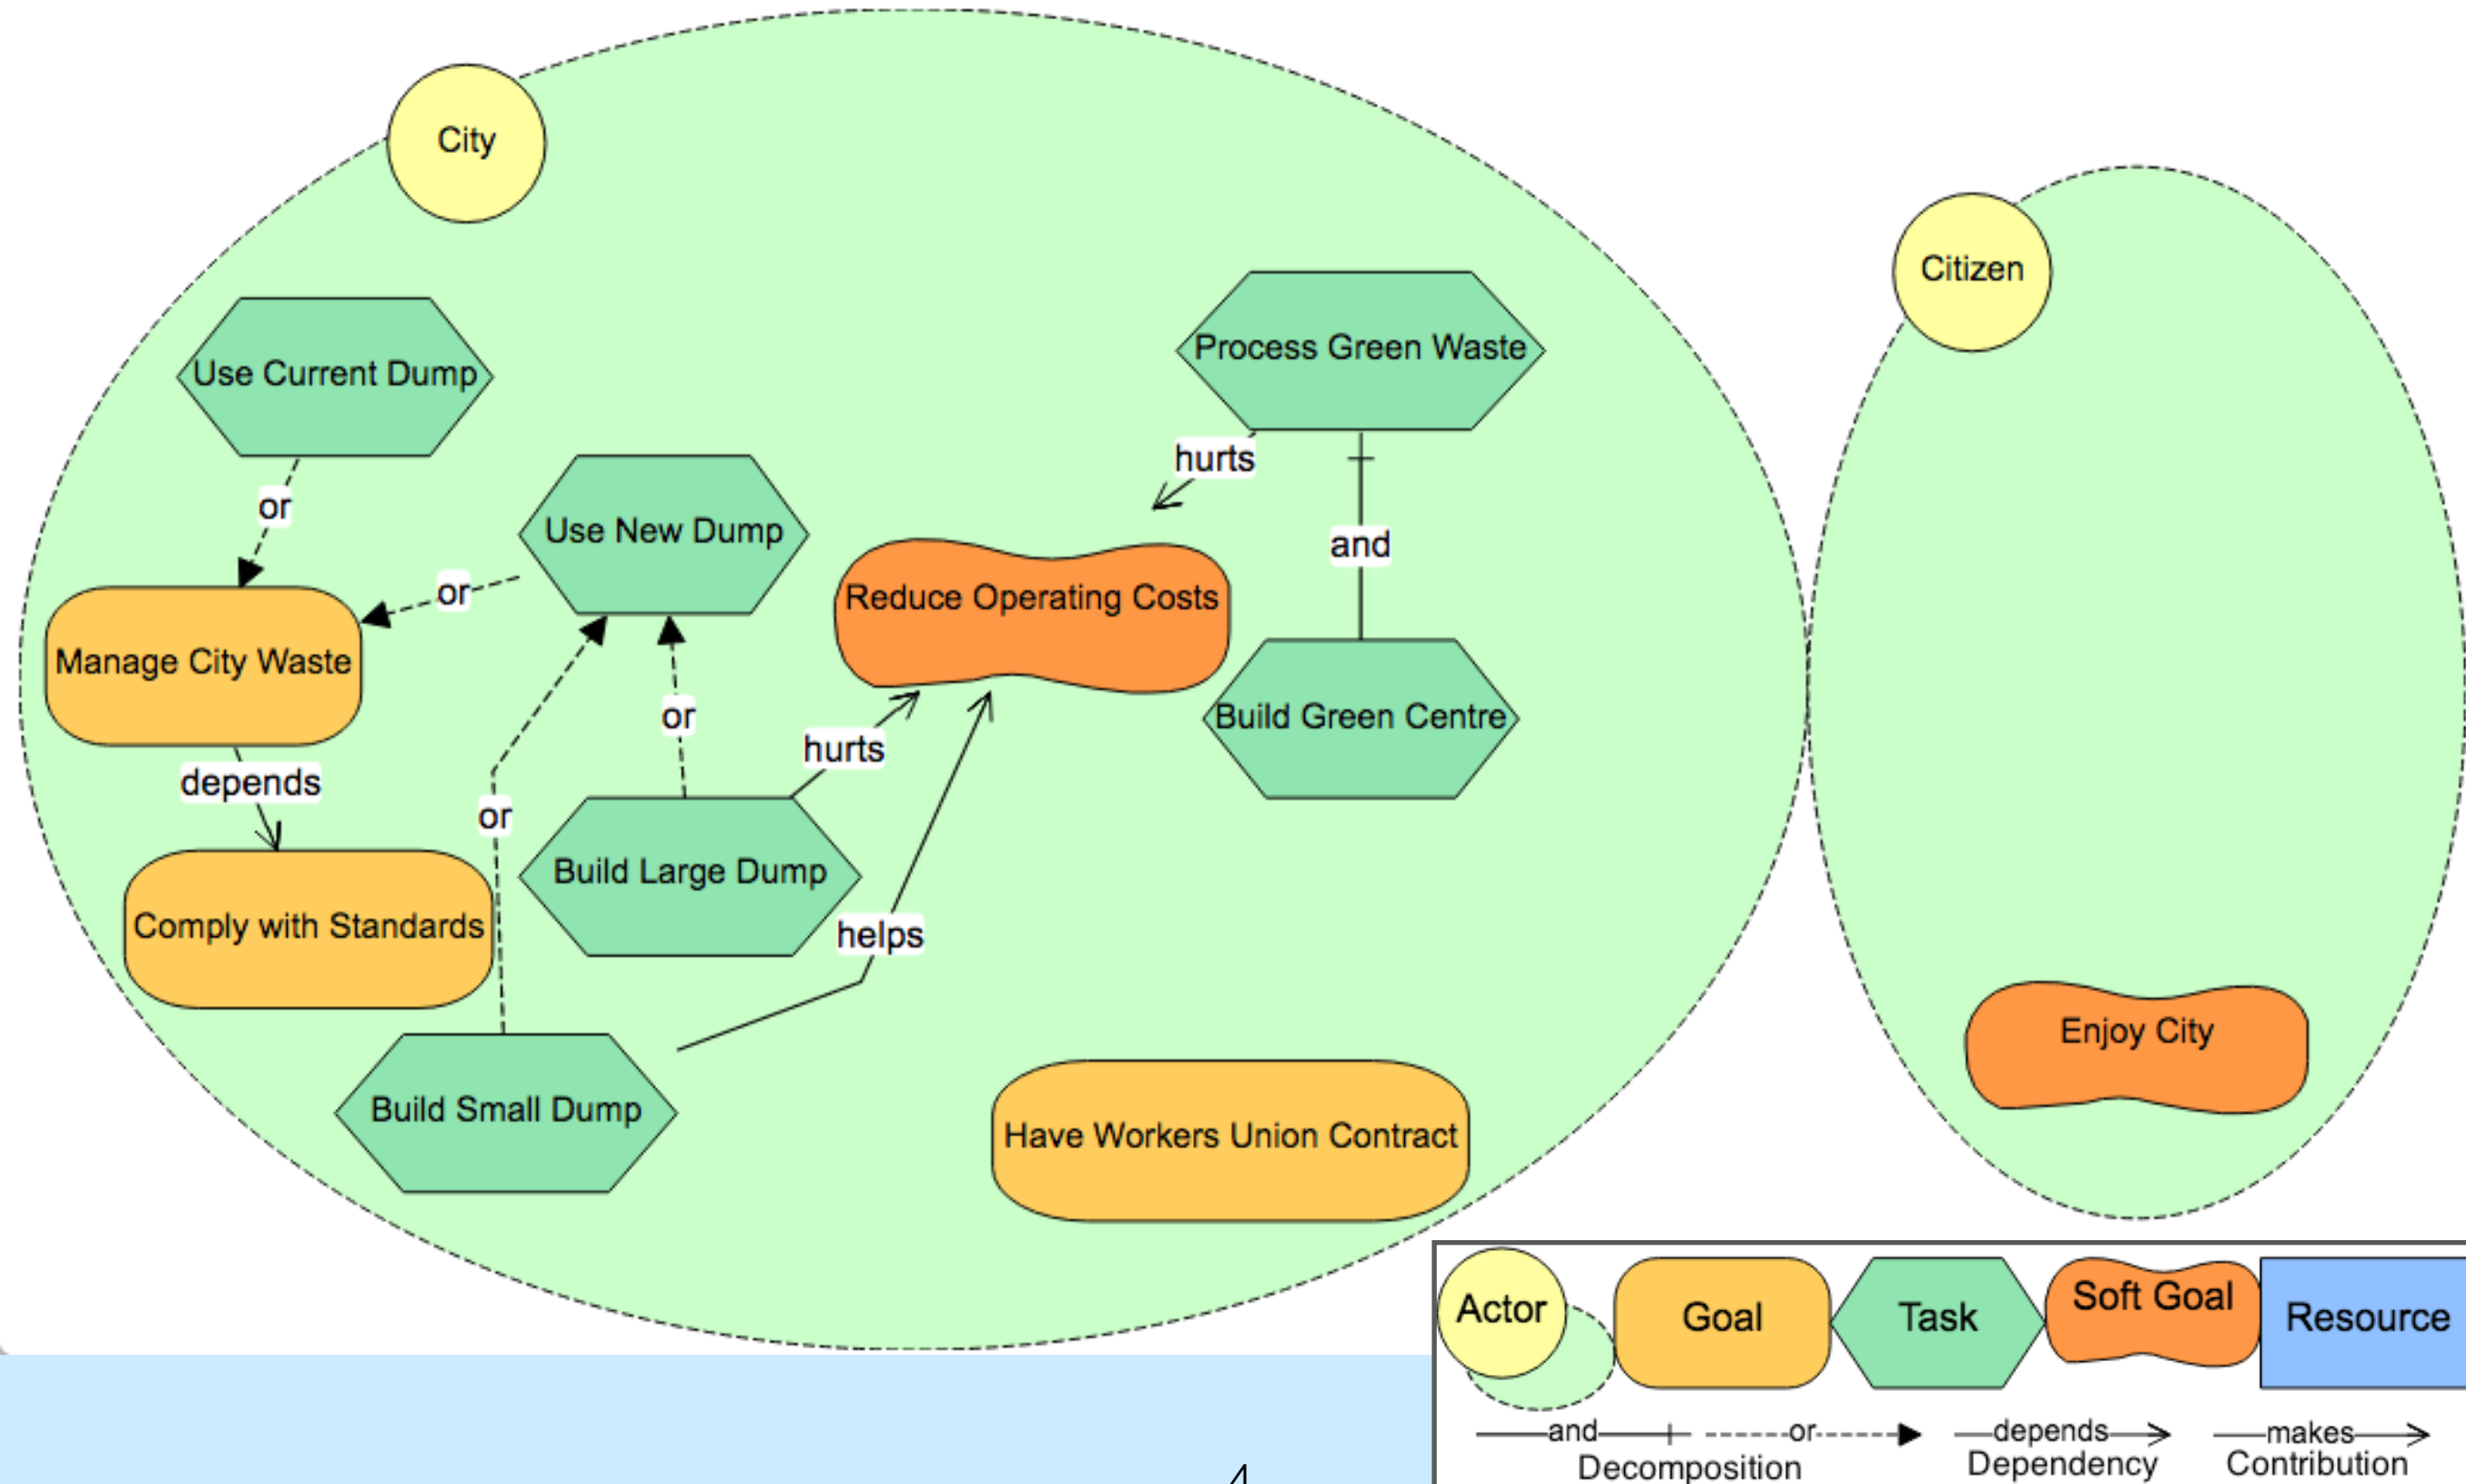 City
Citizen
Process Green Waste
Use Current Dump
hurts
or
Use New Dump
and
or
Reduce Operating Costs
Manage City Waste
or
Build Green Centre
hurts
depends
or
Build Large Dump
Comply with Standards
helps
Enjoy City
Build Small Dump
Have Workers Union Contract
Actor
Goal
Task
Soft Goal
Resource
and
or
depends
makes
Decomposition
Dependency
Contribution